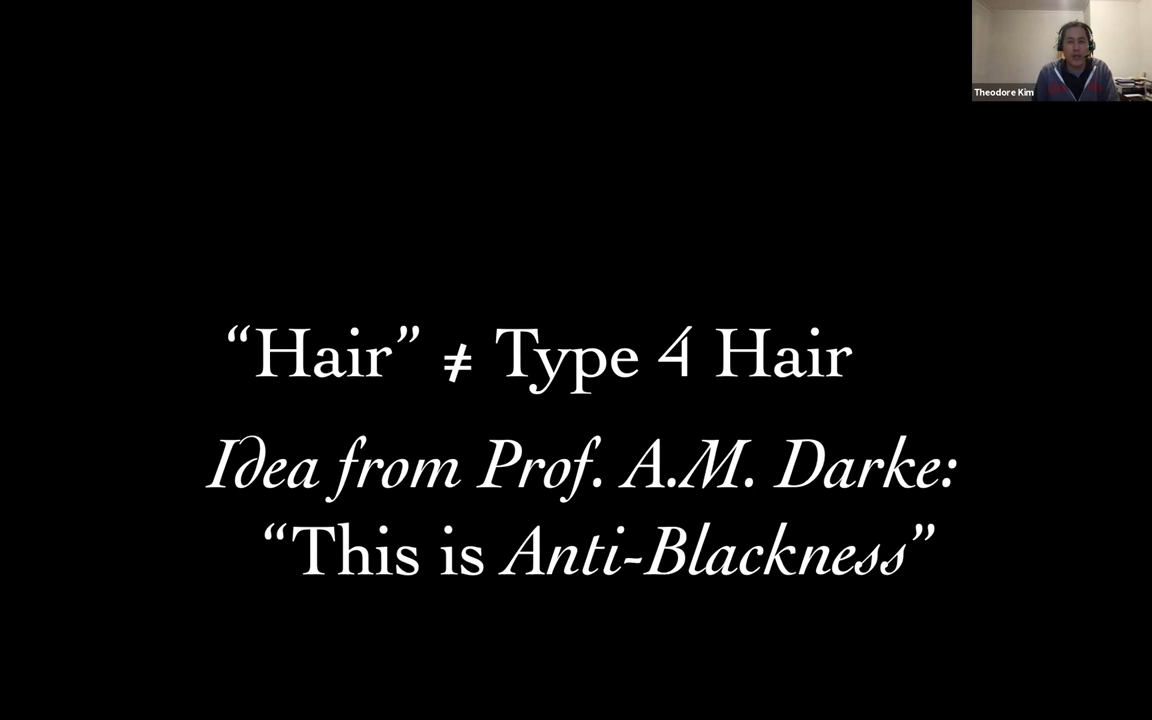 Theodore Kim
“Hair” ≠ Type 4 Hair
Idea from Prof. A.M. Darke:
“This is Anti-Blackness”